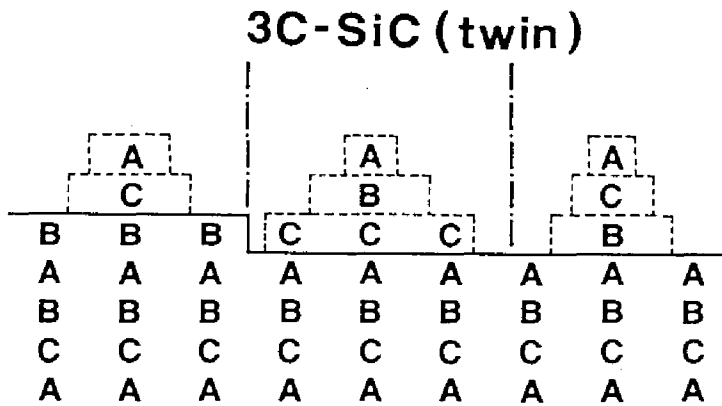 3C-SiC (twin)
A A A
C B C
B B B C C C B
A A A A A A A A A
B B B B B B B B B
C C C C C C C C C
A A A A A A A A A